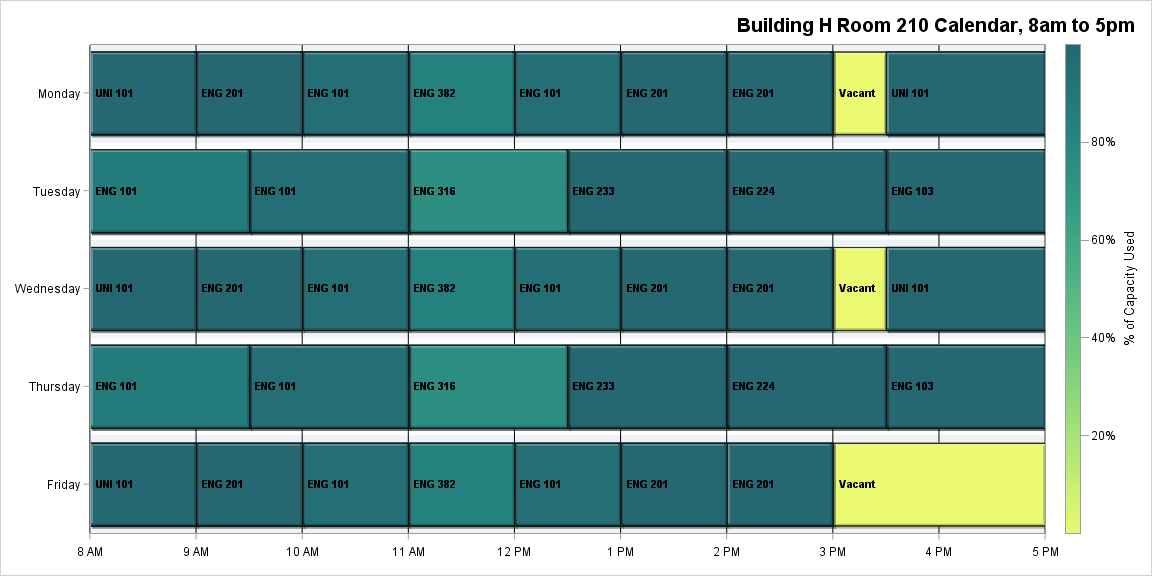 Building H Room 210 Calendar, 8am to 5pm
Monday UNI 101 ENG 201 ENG 101 ENG 382 ENG 101 ENG 201 ENG 201 Vacant UNI 101
80%
Tuesday ENG 101 ENG 101 ENG 316 ENG 233 ENG 224 ENG 103
60%
% of Capacity Used
Wednesday UNI 101 ENG 201 ENG 101 ENG 382 ENG 101 ENG 201 ENG 201 Vacant UNI 101
40%
Thursday ENG 101 ENG 101 ENG 316 ENG 233 ENG 224 ENG 103
20%
Friday UNI 101 ENG 201 ENG 101 ENG 382 ENG 101 ENG 201 ENG 201 Vacant
8 AM 9 AM 10 AM 11 AM 12 PM 1 PM 2 PM 3 PM 4 PM 5 PM